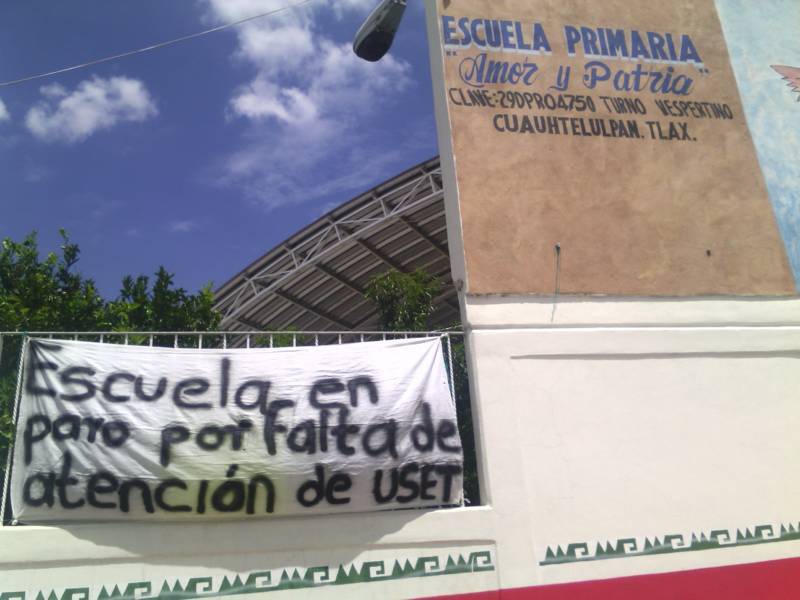 ESCUELA PRIMARIA
"Amor y Patria"
CLAVE:29DPR0475O TURNO VESPERTINO
CUAUHTELULPAN. TLAX.
Escuela en
paro por falta de
atención de USET